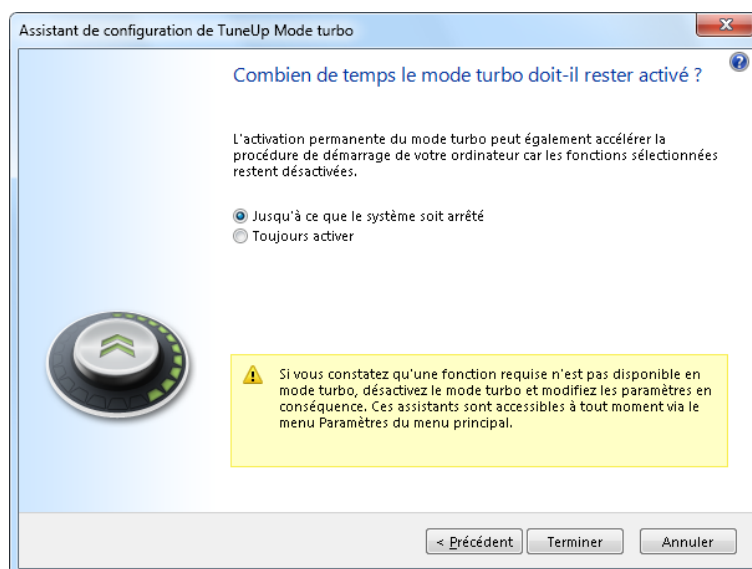 Assistant de configuration de TuneUp Mode turbo
Combien de temps le mode turbo doit-il rester activé ?
L'activation permanente du mode turbo peut également accélérer la
procédure de démarrage de votre ordinateur car les fonctions sélectionnées
restent désactivées.
Jusqu'à ce que le système soit arrêté
Toujours activer
Si vous constatez qu'une fonction requise n'est pas disponible en
mode turbo, désactivez le mode turbo et modifiez les paramètres en
conséquence. Ces assistants sont accessibles à tout moment via le
menu Paramètres du menu principal.
< Précédent
Terminer
Annuler